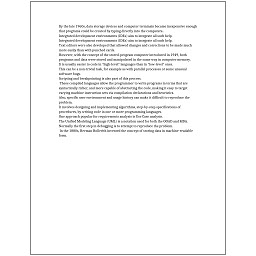 By the late 1960s, data storage devices and computer terminals became inexpensive enough
that programs could be created by typing directly into the computers.
Integrated development environments (IDEs) aim to integrate all such help.
Integrated development environments (IDEs) aim to integrate all such help.
Text editors were also developed that allowed changes and corrections to be made much
more easily than with punched cards.
However, with the concept of the stored-program computer introduced in 1949, both
programs and data were stored and manipulated in the same way in computer memory.
It is usually easier to code in "high-level" languages than in "low-level" ones.
This can be a non-trivial task, for example as with parallel processes or some unusual
software bugs.
Scripting and breakpointing is also part of this process.
These compiled languages allow the programmer to write programs in terms that are
syntactically richer, and more capable of abstracting the code, making it easy to target
varying machine instruction sets via compilation declarations and heuristics.
Also, specific user environment and usage history can make it difficult to reproduce the
problem.
It involves designing and implementing algorithms, step-by-step specifications of
procedures, by writing code in one or more programming languages.
One approach popular for requirements analysis is Use Case analysis.
The Unified Modeling Language (UML) is a notation used for both the OOAD and MDA.
Normally the first step in debugging is to attempt to reproduce the problem.
In the 1880s, Herman Hollerith invented the concept of storing data in machine-readable
form.